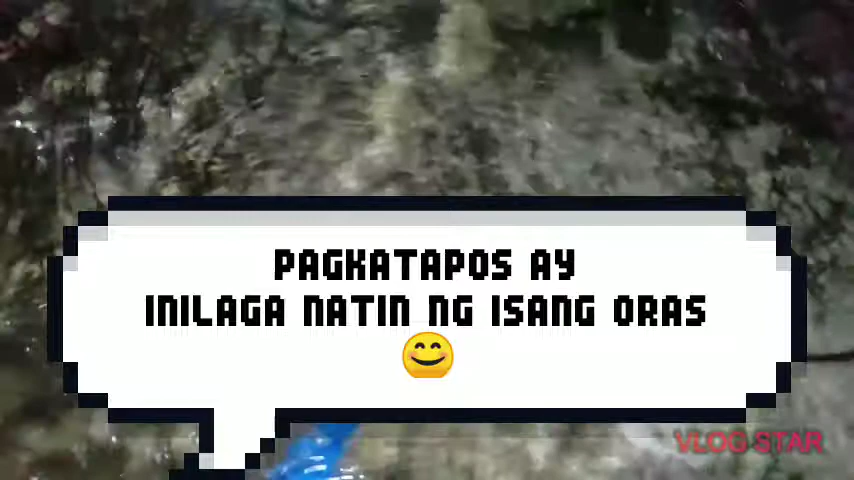 PAGKATAPOS AY
INILAGA NATIN NG ISANG ORAS
😊
VLOG STAR